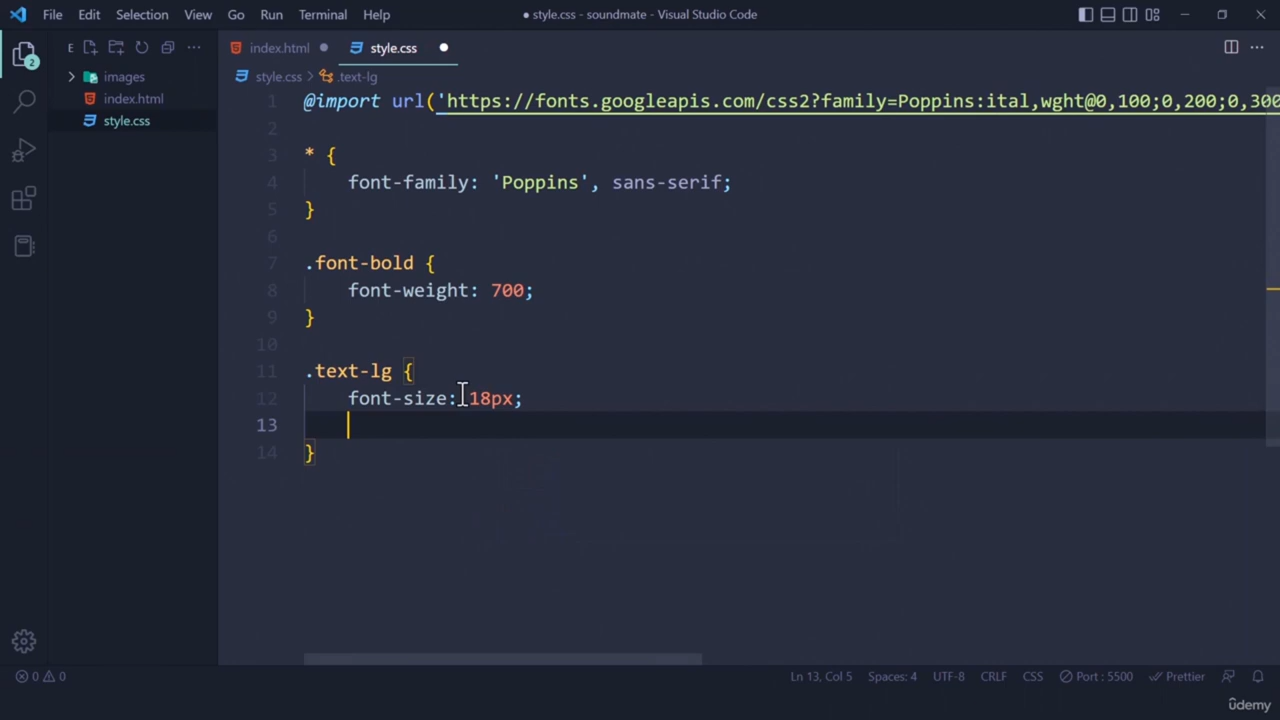 File Edit Selection View Go Run Terminal Help
● style.css - soundmate - Visual Studio Code
E
index.html
style.css
2
images
index.html
style.css
style.css > .text-lg
1 @import url('https://fonts.googleapis.com/css2?family=Poppins:ital,wght@0,100;0,200;0,300
2
3 * {
4 font-family: 'Poppins', sans-serif;
5 }
6
7 .font-bold {
8 font-weight: 700;
9 }
10
11 .text-lg {
12 font-size: 18px;
13
14 }
0 0
Ln 13, Col 5 Spaces: 4 UTF-8 CRLF CSS Port : 5500 Prettier
ûdemy